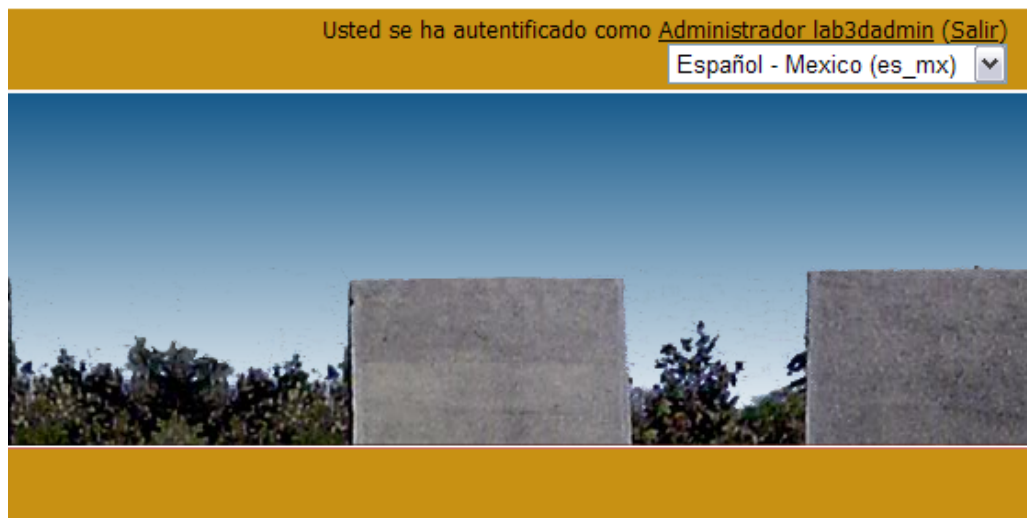 Usted se ha autentificado como Administrador lab3dadmin (Salir)
Español - Mexico (es_mx)